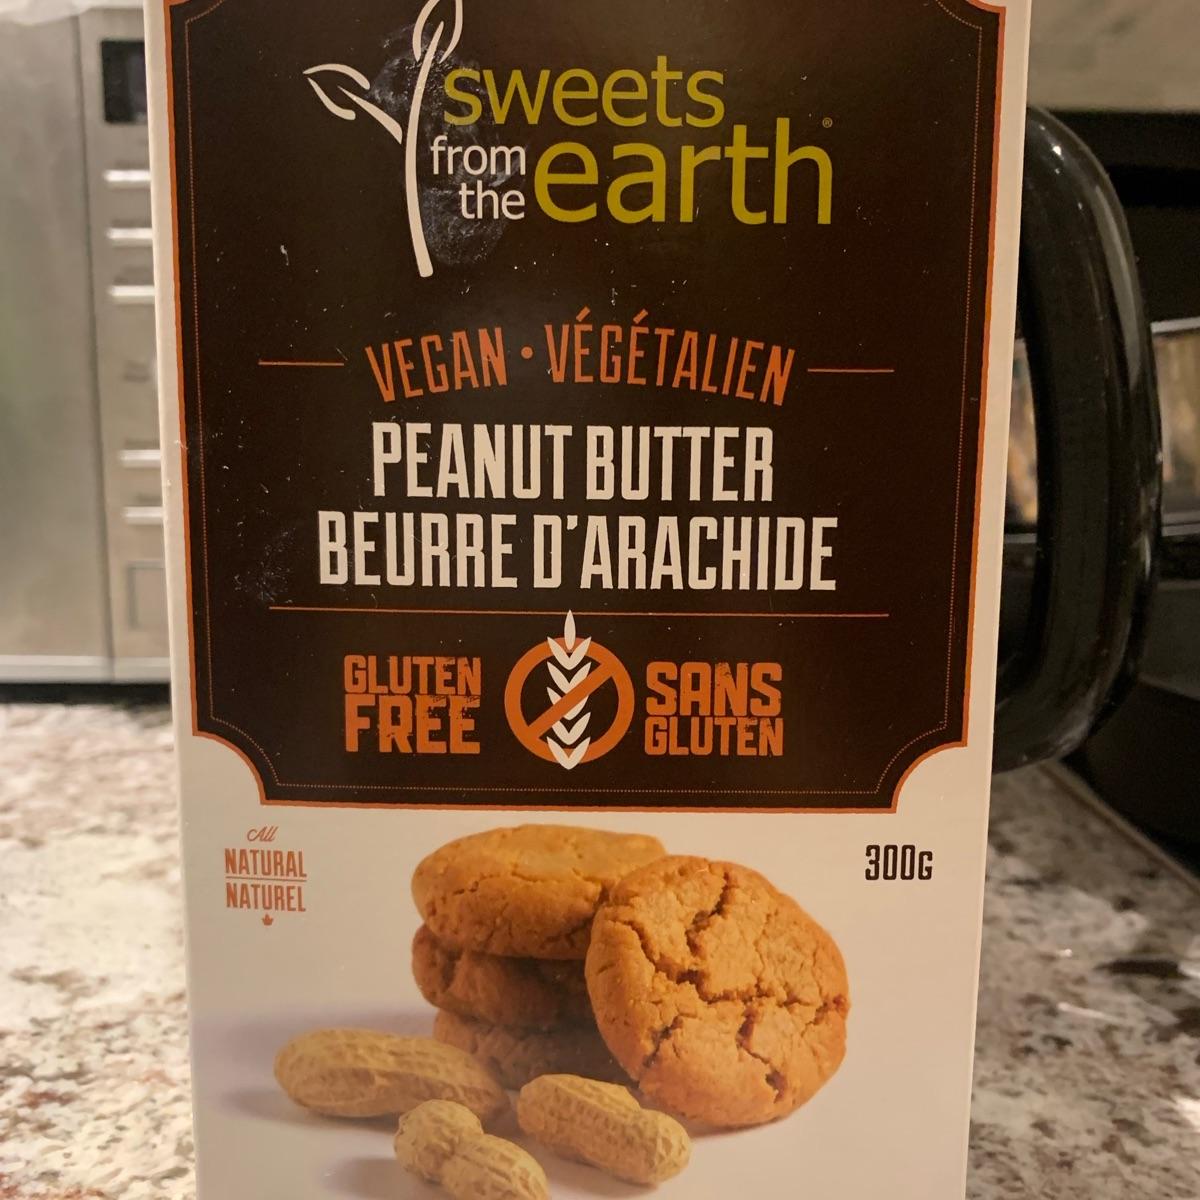 sweets
from
the earth®
VEGAN • VÉGÉTALIEN
PEANUT BUTTER
BEURRE D'ARACHIDE
GLUTEN
FREE
SANS
GLUTEN
All
NATURAL
NATUREL
300G